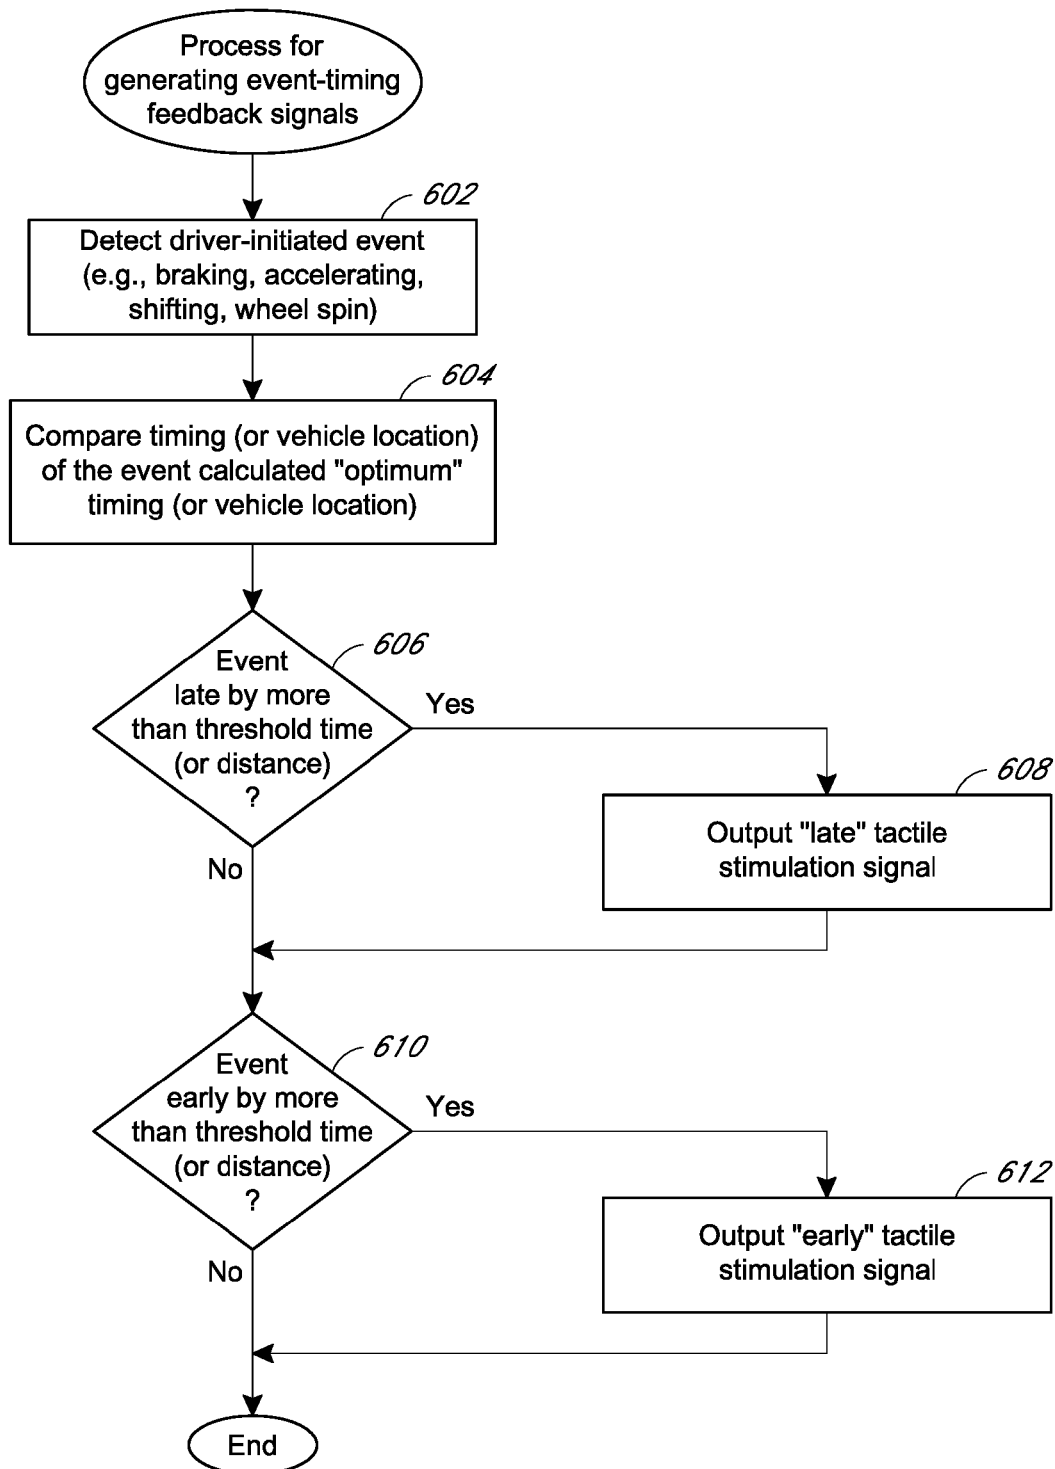 Process for
generating event-timing
feedback signals
602
Detect driver-initiated event
(e.g., braking, accelerating,
shifting, wheel spin)
604
Compare timing (or vehicle location)
of the event calculated "optimum"
timing (or vehicle location)
606
Event
late by more
than threshold time
(or distance)
?
Yes
No
608
Output "late" tactile
stimulation signal
610
Event
early by more
than threshold time
(or distance)
?
Yes
No
612
Output "early" tactile
stimulation signal
End